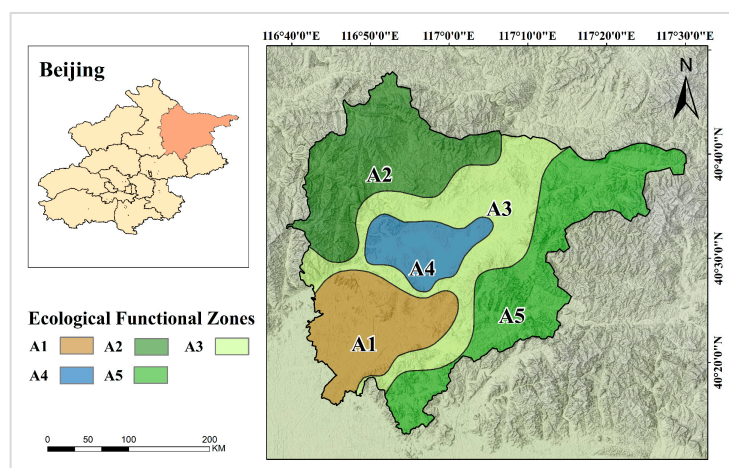 116°40'0"E 116°50'0"E 117°0'0"E 117°10'0"E 117°20'0"E 117°30'0"E
Beijing
N
40°40'0"N
A2
A3
A4
40°30'0"N
Ecological Functional Zones
A1 A2 A3
A4 A5
A5
A1
40°20'0"N
0 50 100 200
KM